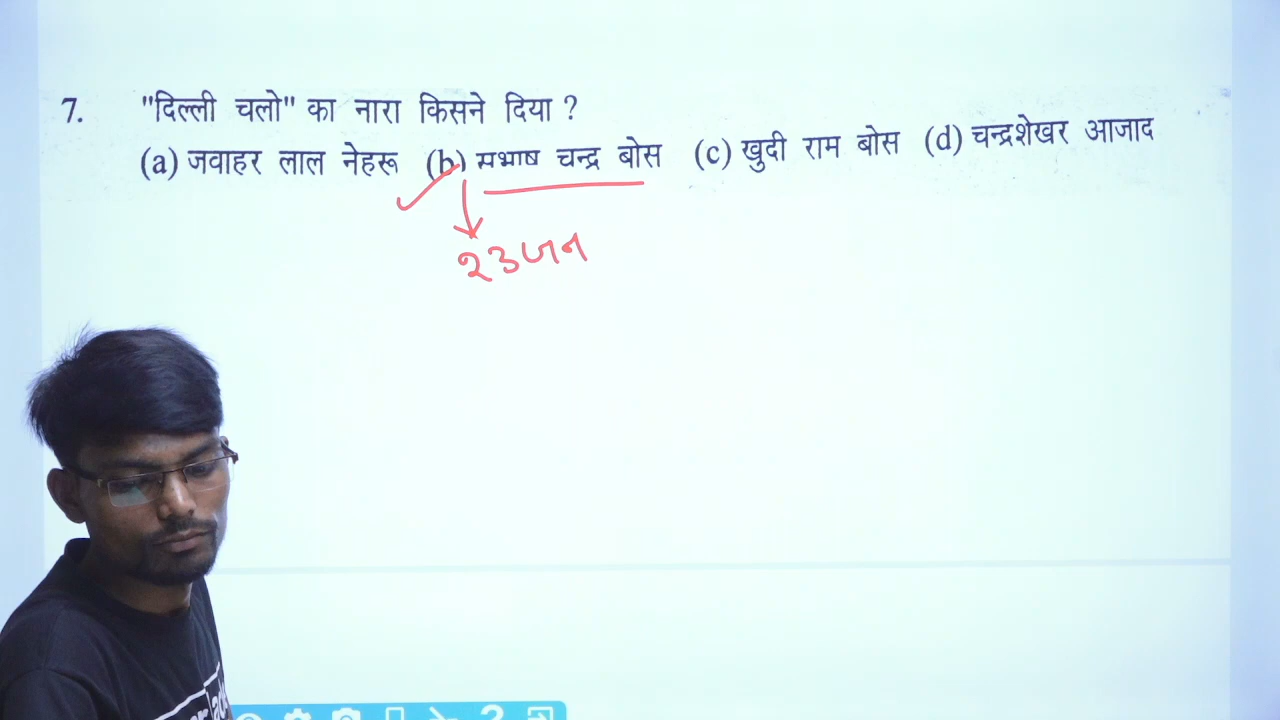 7. "दिल्ली चलो" का नारा किसने दिया ?
(a) जवाहर लाल नेहरू (b) सुभाष चन्द्र बोस (c) खुदी राम बोस (d) चन्द्रशेखर आजाद
२३जन